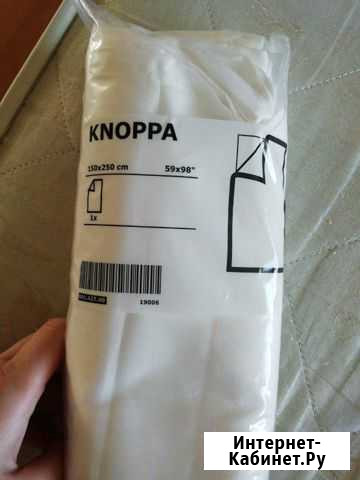 KNOPPA
150x250 cm 59x98"
1x
19006
Интернет-
Кабинет.Ру